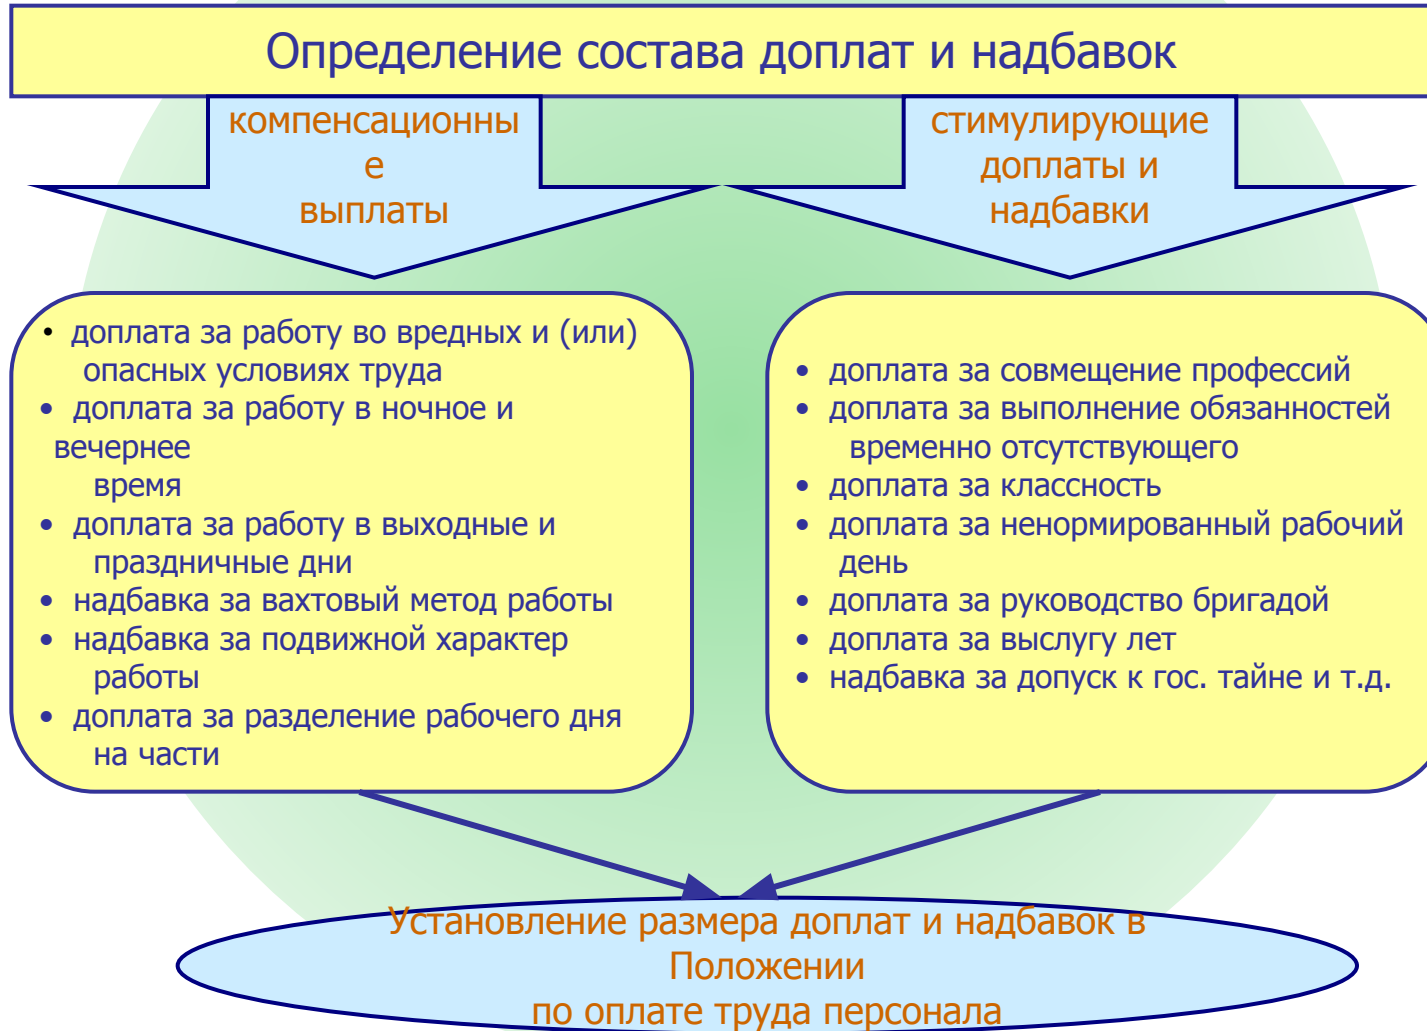 Определение состава доплат и надбавок
компенсационны
е
выплаты
стимулирующие
доплаты и
надбавки
• доплата за работу во вредных и (или)
опасных условиях труда
• доплата за работу в ночное и
вечернее
время
• доплата за работу в выходные и
праздничные дни
• надбавка за вахтовый метод работы
• надбавка за подвижной характер
работы
• доплата за разделение рабочего дня
на части
• доплата за совмещение профессий
• доплата за выполнение обязанностей
временно отсутствующего
• доплата за классность
• доплата за ненормированный рабочий
день
• доплата за руководство бригадой
• доплата за выслугу лет
• надбавка за допуск к гос. тайне и т.д.
Установление размера доплат и надбавок в
Положении
по оплате труда персонала